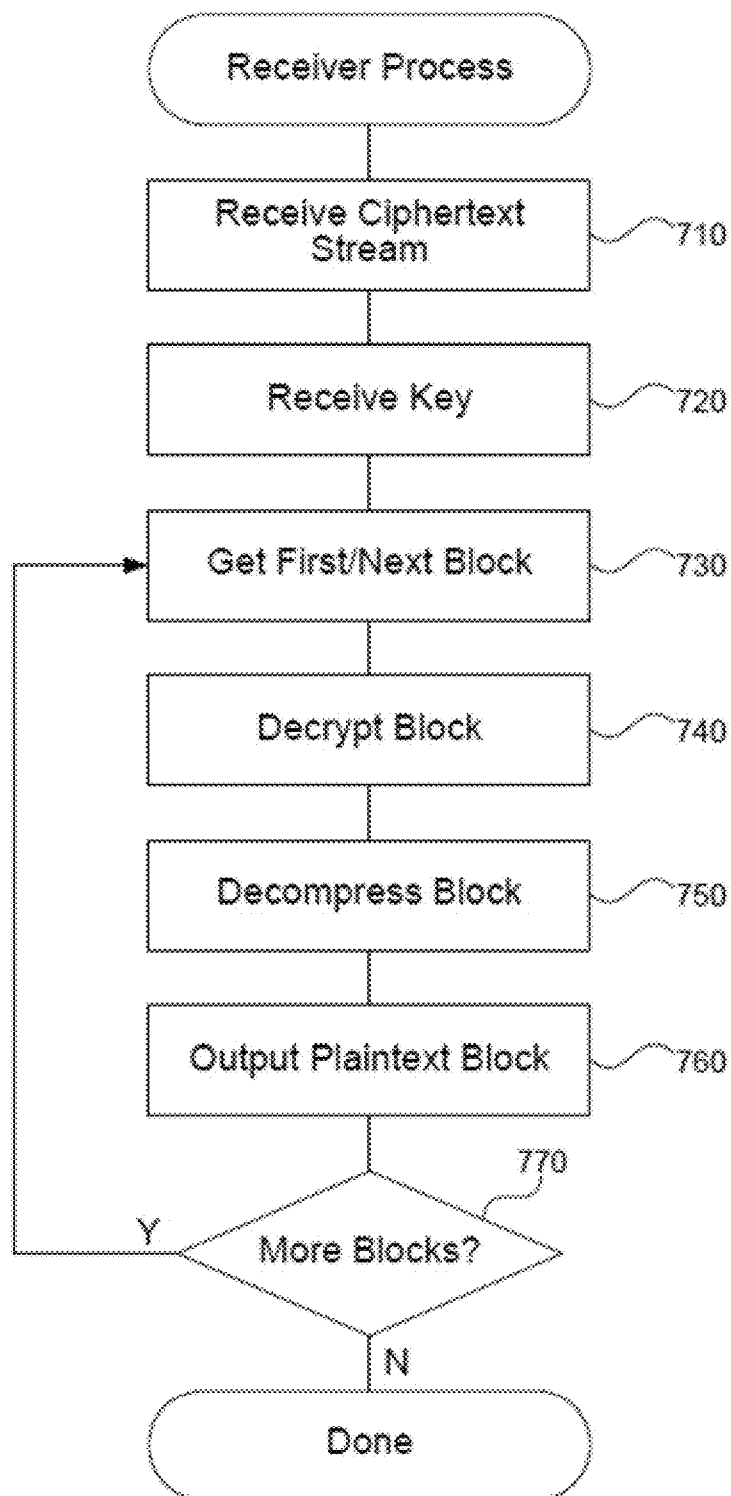 Receiver Process
Receive Ciphertext
Stream
710
Receive Key
720
Get First/Next Block
730
Decrypt Block
740
Decompress Block
750
Output Plaintext Block
760
770
More Blocks?
Y
N
Done